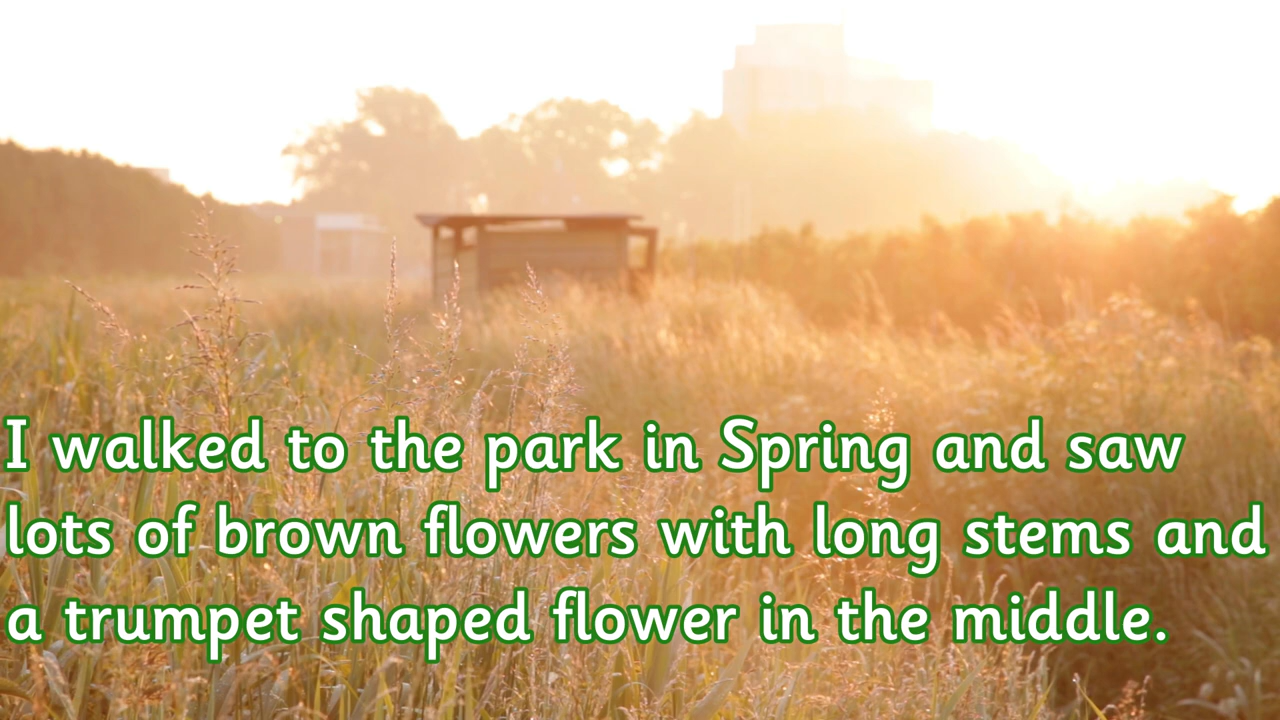 I walked to the park in Spring and saw
lots of brown flowers with long stems and
a trumpet shaped flower in the middle.